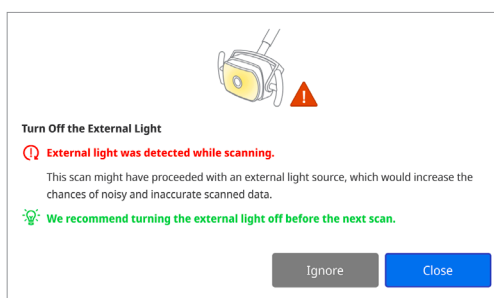 Turn Off the External Light
External light was detected while scanning.
This scan might have proceeded with an external light source, which would increase the
chances of noisy and inaccurate scanned data.
We recommend turning the external light off before the next scan.
Ignore
Close